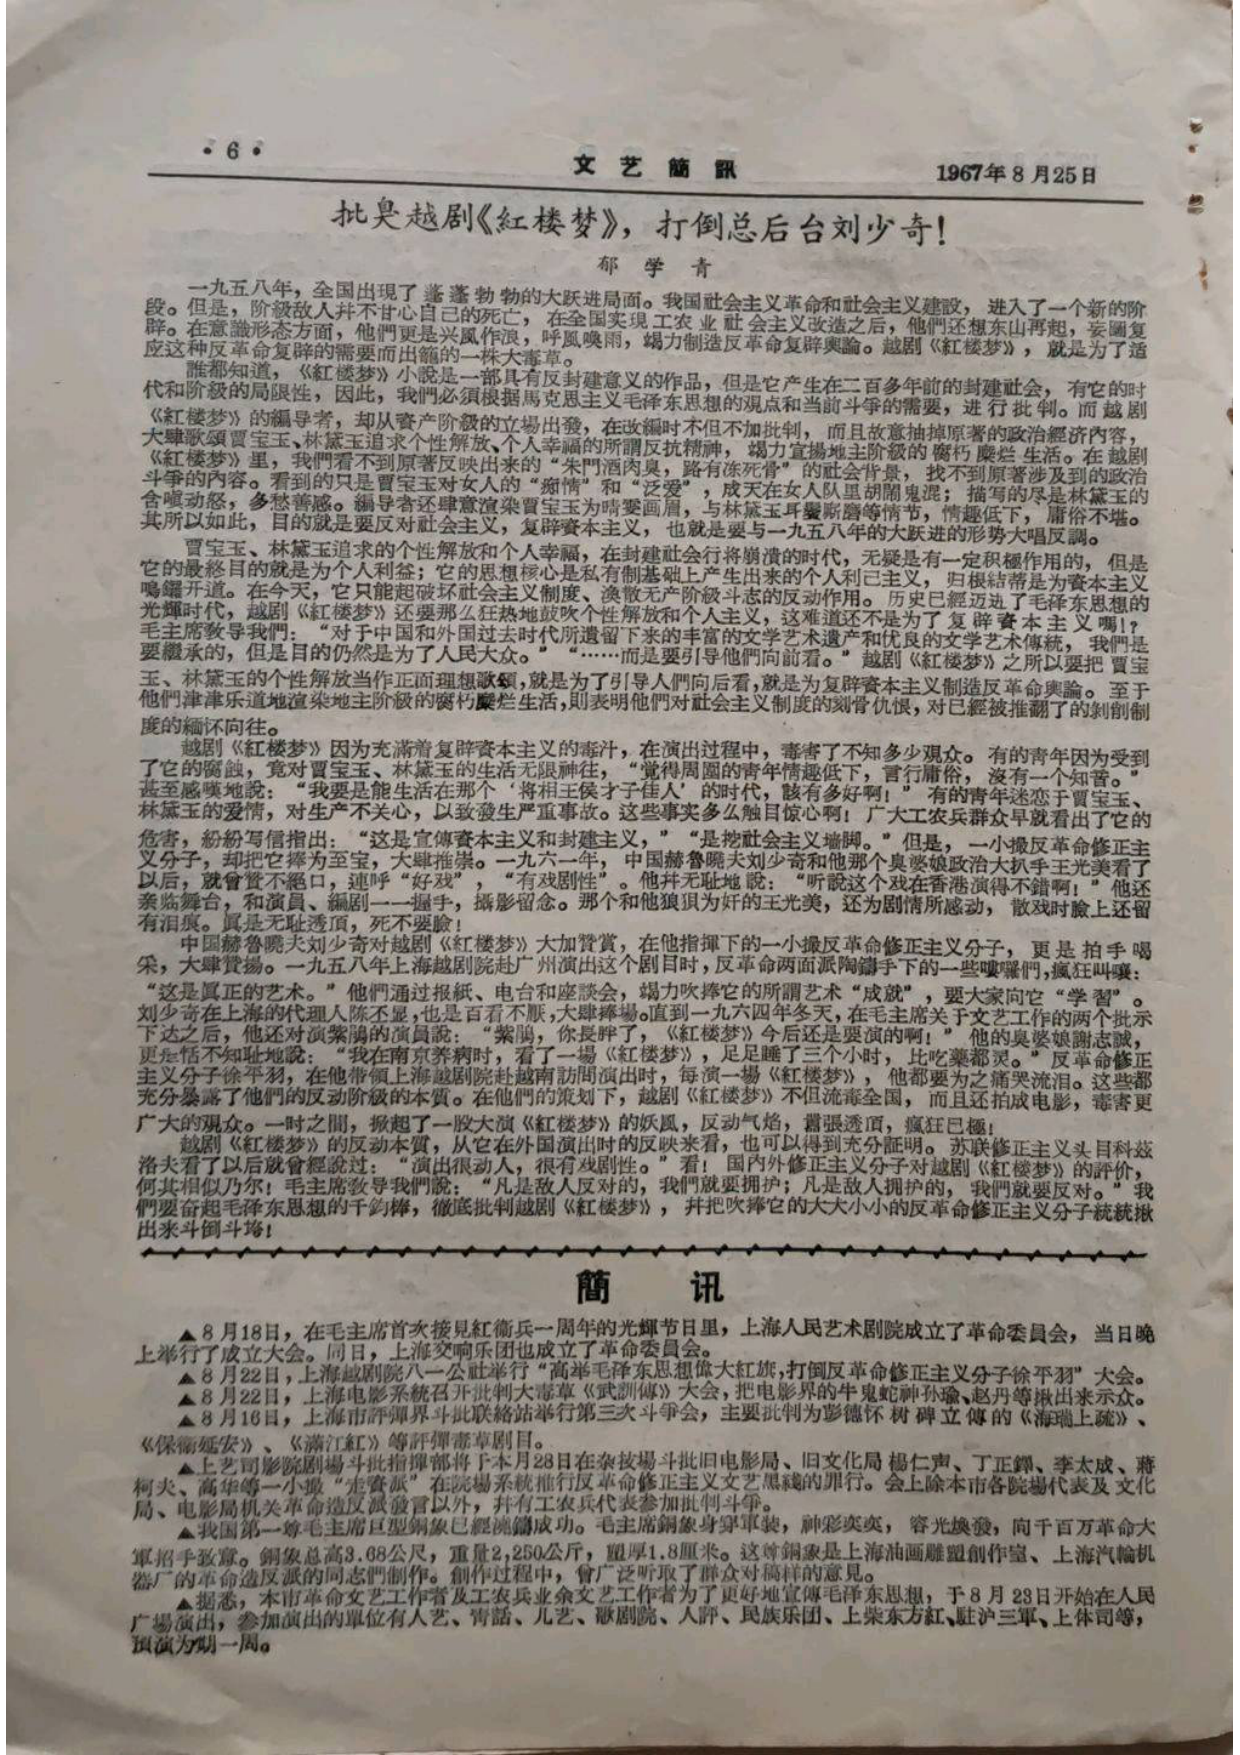 ·6·
文艺簡訊
1967年8月25日
批臭越剧《紅楼梦》，打倒总后台刘少奇！
郁学青
一九五八年，全国出現了蓬蓬勃勃的大跃进局面。我国社会主义革命和社会主义建設，进入了一个新的阶
段。但是，阶級敌人幷不甘心自己的死亡，在全国实現工农业社会主义改造之后，他們还想东山再起，妄圖复
辟。在意識形态方面，他們更是兴風作浪，呼風喚雨，竭力制造反革命复辟輿論。越剧《紅楼梦》，就是为了适
应这种反革命复辟的需要而出籠的一株大毒草。
誰都知道，《紅楼梦》小說是一部具有反封建意义的作品，但是它产生在二百多年前的封建社会，有它的时
代和阶級的局限性，因此，我們必須根据馬克思主义毛泽东思想的观点和当前斗爭的需要，进行批判。而越剧
《紅楼梦》的編导者，却从資产阶級的立場出發，在改編时不但不加批判，而且故意抽掉原著的政治經济內容，
大肆歌頌賈宝玉、林黛玉追求个性解放、个人幸福的所謂反抗精神，竭力宣揚地主阶級的腐朽糜烂生活。在越剧
《紅楼梦》里，我們看不到原著反映出来的“朱門酒肉臭，路有冻死骨”的社会背景，找不到原著涉及到的政治
斗爭的內容。看到的只是賈宝玉对女人的“痴情”和“泛爱”，成天在女人队里胡鬧鬼混；描写的尽是林黛玉的
含嗔动怒，多愁善感。編导者还肆意渲染賈宝玉为晴雯画眉，与林黛玉耳鬢厮磨等情节，情趣低下，庸俗不堪。
其所以如此，目的就是要反对社会主义，复辟資本主义，也就是要与一九五八年的大跃进的形势大唱反調。
賈宝玉、林黛玉追求的个性解放和个人幸福，在封建社会行将崩潰的时代，无疑是有一定积極作用的，但是
它的最終目的就是为个人利益；它的思想核心是私有制基础上产生出来的个人利己主义，归根結蒂是为資本主义
鳴鑼开道。在今天，它只能起破坏社会主义制度、渙散无产阶級斗志的反动作用。历史已經迈进了毛泽东思想的
光輝时代，越剧《紅楼梦》还要那么狂热地鼓吹个性解放和个人主义，这难道还不是为了复辟資本主义嗎！？
毛主席敎导我們：“对于中国和外国过去时代所遺留下来的丰富的文学艺术遺产和优良的文学艺术傳統，我們是
要繼承的，但是目的仍然是为了人民大众。”“……而是要引导他們向前看。”越剧《紅楼梦》之所以要把賈宝
玉、林黛玉的个性解放当作正面理想歌頌，就是为了引导人們向后看，就是为复辟資本主义制造反革命輿論。至于
他們津津乐道地渲染地主阶級的腐朽糜烂生活，則表明他們对社会主义制度的刻骨仇恨，对已經被推翻了的剝削制
度的緬怀向往。
越剧《紅楼梦》因为充滿着复辟資本主义的毒汁，在演出过程中，毒害了不知多少观众。有的青年因为受到
了它的腐蝕，竟对賈宝玉、林黛玉的生活无限神往，“觉得周圍的青年情趣低下，言行庸俗，沒有一个知音。”
甚至感嘆地說：“我要是能生活在那个‘将相王侯才子佳人’的时代，該有多好啊！”有的青年迷恋于賈宝玉、
林黛玉的爱情，对生产不关心，以致發生严重事故。这些事实多么触目惊心啊！广大工农兵群众早就看出了它的
危害，紛紛写信指出：“这是宣傳資本主义和封建主义，”“是挖社会主义墙脚。”但是，一小撮反革命修正主
义分子，却把它捧为至宝，大肆推崇。一九六一年，中国赫魯曉夫刘少奇和他那个臭婆娘政治大扒手王光美看了
以后，就曾贊不絕口，連呼“好戏”，“有戏剧性”。他幷无耻地說：“听說这个戏在香港演得不錯啊！”他还
亲临舞台，和演員、編剧一一握手，攝影留念。那个和他狼狽为奸的王光美，还为剧情所感动，散戏时臉上还留
有泪痕。眞是无耻透頂，死不要臉！
中国赫魯曉夫刘少奇对越剧《紅楼梦》大加贊賞，在他指揮下的一小撮反革命修正主义分子，更是拍手喝
采，大肆贊揚。一九五八年上海越剧院赴广州演出这个剧目时，反革命两面派陶鑄手下的一些嘍囉們，瘋狂叫嚷：
“这是眞正的艺术。”他們通过报紙、电台和座談会，竭力吹捧它的所謂艺术“成就”，要大家向它“学習”。
刘少奇在上海的代理人陈丕显，也是百看不厭，大肆捧場。直到一九六四年冬天，在毛主席关于文艺工作的两个批示
下达之后，他还对演紫鵑的演員說：“紫鵑，你長胖了，《紅楼梦》今后还是要演的啊！”他的臭婆娘謝志誠，
更是恬不知耻地說：“我在南京养病时，看了一場《紅楼梦》，足足睡了三个小时，比吃藥都灵。”反革命修正
主义分子徐平羽，在他带領上海越剧院赴越南訪問演出时，每演一場《紅楼梦》，他都要为之痛哭流泪。这些都
充分暴露了他們的反动阶級的本質。在他們的策划下，越剧《紅楼梦》不但流毒全国，而且还拍成电影，毒害更
广大的观众。一时之間，掀起了一股大演《紅楼梦》的妖風，反动气焰，囂張透頂，瘋狂已極！
越剧《紅楼梦》的反动本質，从它在外国演出时的反映来看，也可以得到充分証明。苏联修正主义头目科茲
洛夫看了以后就曾經說过：“演出很动人，很有戏剧性。”看！国內外修正主义分子对越剧《紅楼梦》的評价，
何其相似乃尔！毛主席敎导我們說：“凡是敌人反对的，我們就要拥护；凡是敌人拥护的，我們就要反对。”我
們要奋起毛泽东思想的千鈞棒，徹底批判越剧《紅楼梦》，幷把吹捧它的大大小小的反革命修正主义分子統統揪
出来斗倒斗垮！
簡訊
▲8月18日，在毛主席首次接見紅衛兵一周年的光輝节日里，上海人民艺术剧院成立了革命委員会，当日晚
上举行了成立大会。同日，上海交响乐团也成立了革命委員会。
▲8月22日，上海越剧院八一公社举行“高举毛泽东思想偉大紅旗，打倒反革命修正主义分子徐平羽”大会。
▲8月22日，上海电影系統召开批判大毒草《武訓傳》大会，把电影界的牛鬼蛇神孙瑜、赵丹等揪出来示众。
▲8月16日，上海市評彈界斗批联絡站举行第三次斗爭会，主要批判为彭德怀树碑立傳的《海瑞上疏》、
《保衛延安》、《滿江紅》等評彈毒草剧目。
▲上艺司影院剧場斗批指揮部将于本月28日在杂技場斗批旧电影局、旧文化局楊仁声、丁正鐸、李太成、蔣
柯夫、高华等一小撮“走資派”在院場系統推行反革命修正主义文艺黑綫的罪行。会上除本市各院場代表及文化
局、电影局机关革命造反派發言以外，幷有工农兵代表参加批判斗爭。
▲我国第一尊毛主席巨型銅象已經澆鑄成功。毛主席銅象身穿軍装，神彩奕奕，容光煥發，向千百万革命大
軍招手致意。銅象总高3.68公尺，重量2,250公斤，壁厚1.8厘米。这尊銅象是上海油画雕塑創作室、上海汽輪机
器厂的革命造反派的同志們制作。創作过程中，曾广泛听取了群众对稿样的意見。
▲据悉，本市革命文艺工作者及工农兵业余文艺工作者为了更好地宣傳毛泽东思想，于8月23日开始在人民
广場演出，参加演出的單位有人艺、青話、儿艺、歌剧院、人評、民族乐团、上柴东方紅、駐沪三軍、上体司等，
預演为期一周。